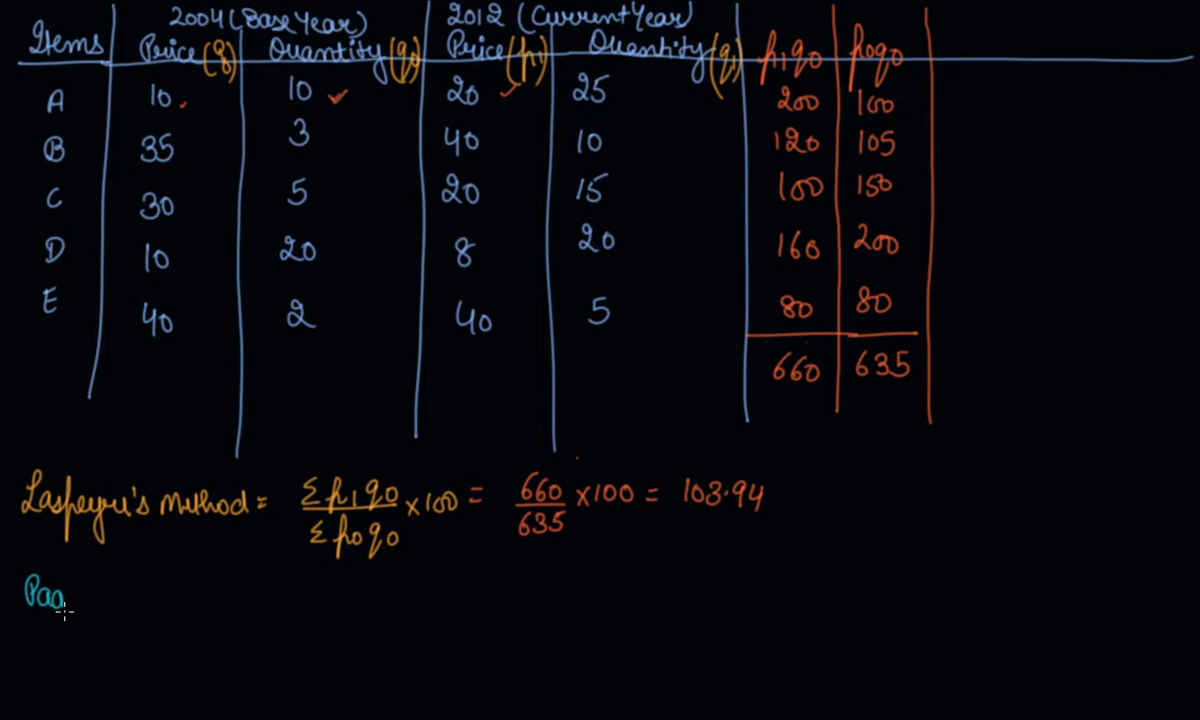 2004 (Base Year) 2012 (Current Year)
Items Price (q) Quantity (q0) Price (p1) Quantity (q1) p1q0 p0q0
A 10 10 20 25 200 100
B 35 3 40 10 120 105
C 30 5 20 15 100 150
D 10 20 8 20 160 200
E 40 2 40 5 80 80
660 635
Laspeyre's Method = Σp1q0/Σp0q0 ×100 = 660/635 ×100 = 103.94
Paa